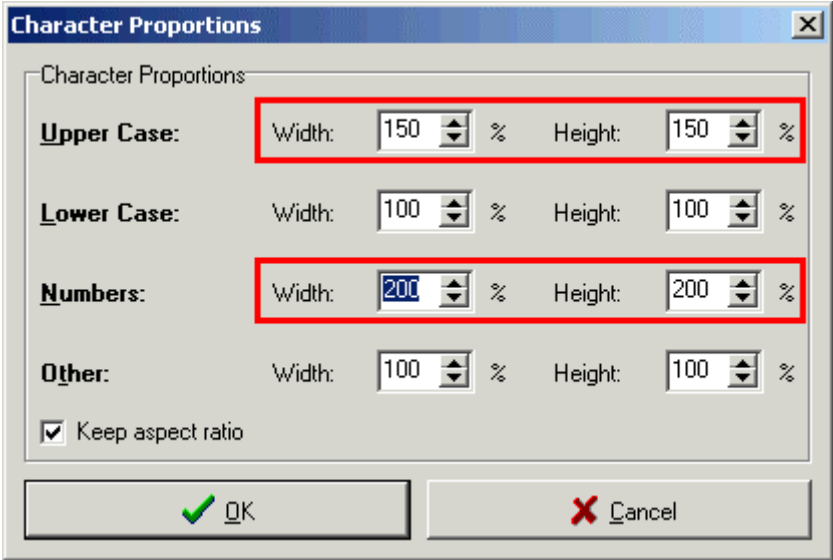 Character Proportions
Character Proportions
Upper Case: Width: 150 % Height: 150 %
Lower Case: Width: 100 % Height: 100 %
Numbers: Width: 200 % Height: 200 %
Other: Width: 100 % Height: 100 %
Keep aspect ratio
OK Cancel